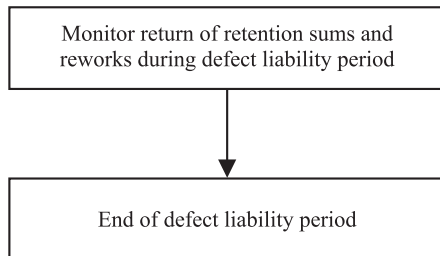 Monitor return of retention sums and
reworks during defect liability period
End of defect liability period